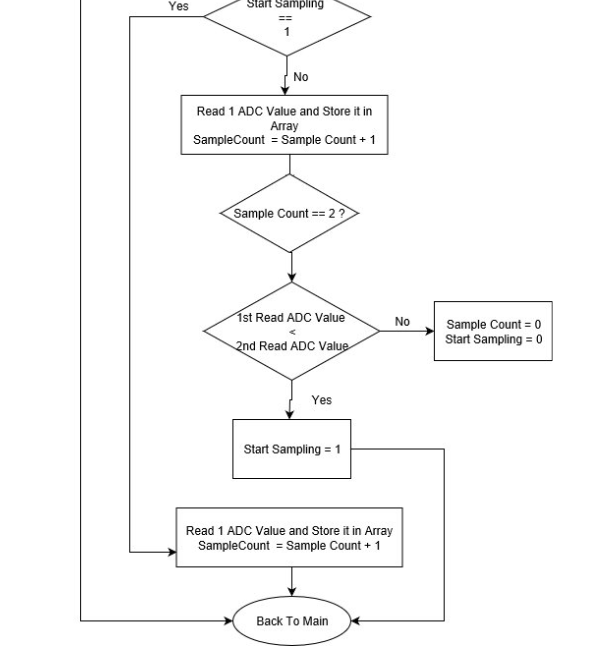 Yes
Start Sampling
==
1
No
Read 1 ADC Value and Store it in
Array
SampleCount = Sample Count + 1
Sample Count == 2 ?
1st Read ADC Value
<
2nd Read ADC Value
No
Sample Count = 0
Start Sampling = 0
Yes
Start Sampling = 1
Read 1 ADC Value and Store it in Array
SampleCount = Sample Count + 1
Back To Main